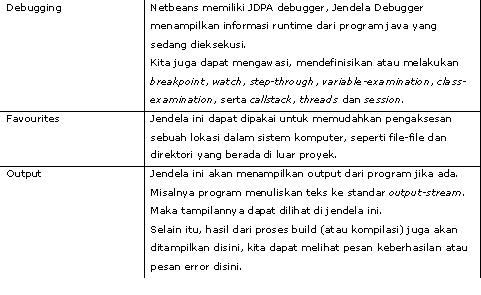 Debugging
Netbeans memiliki JDPA debugger, Jendela Debugger
menampilkan informasi runtime dari program java yang
sedang dieksekusi.
Kita juga dapat mengawasi, mendefinisikan atau melakukan
breakpoint, watch, step-through, variable-examination, class-
examination, serta callstack, threads dan session.
Favourites
Jendela ini dapat dipakai untuk memudahkan pengaksesan
sebuah lokasi dalam sistem komputer, seperti file-file dan
direktori yang berada di luar proyek.
Output
Jendela ini akan menampilkan output dari program jika ada.
Misalnya program menuliskan teks ke standar output-stream.
Maka tampilannya dapat dilihat di jendela ini.
Selain itu, hasil dari proses build (atau kompilasi) juga akan
ditampilkan disini, kita dapat melihat pesan keberhasilan atau
pesan error disini.